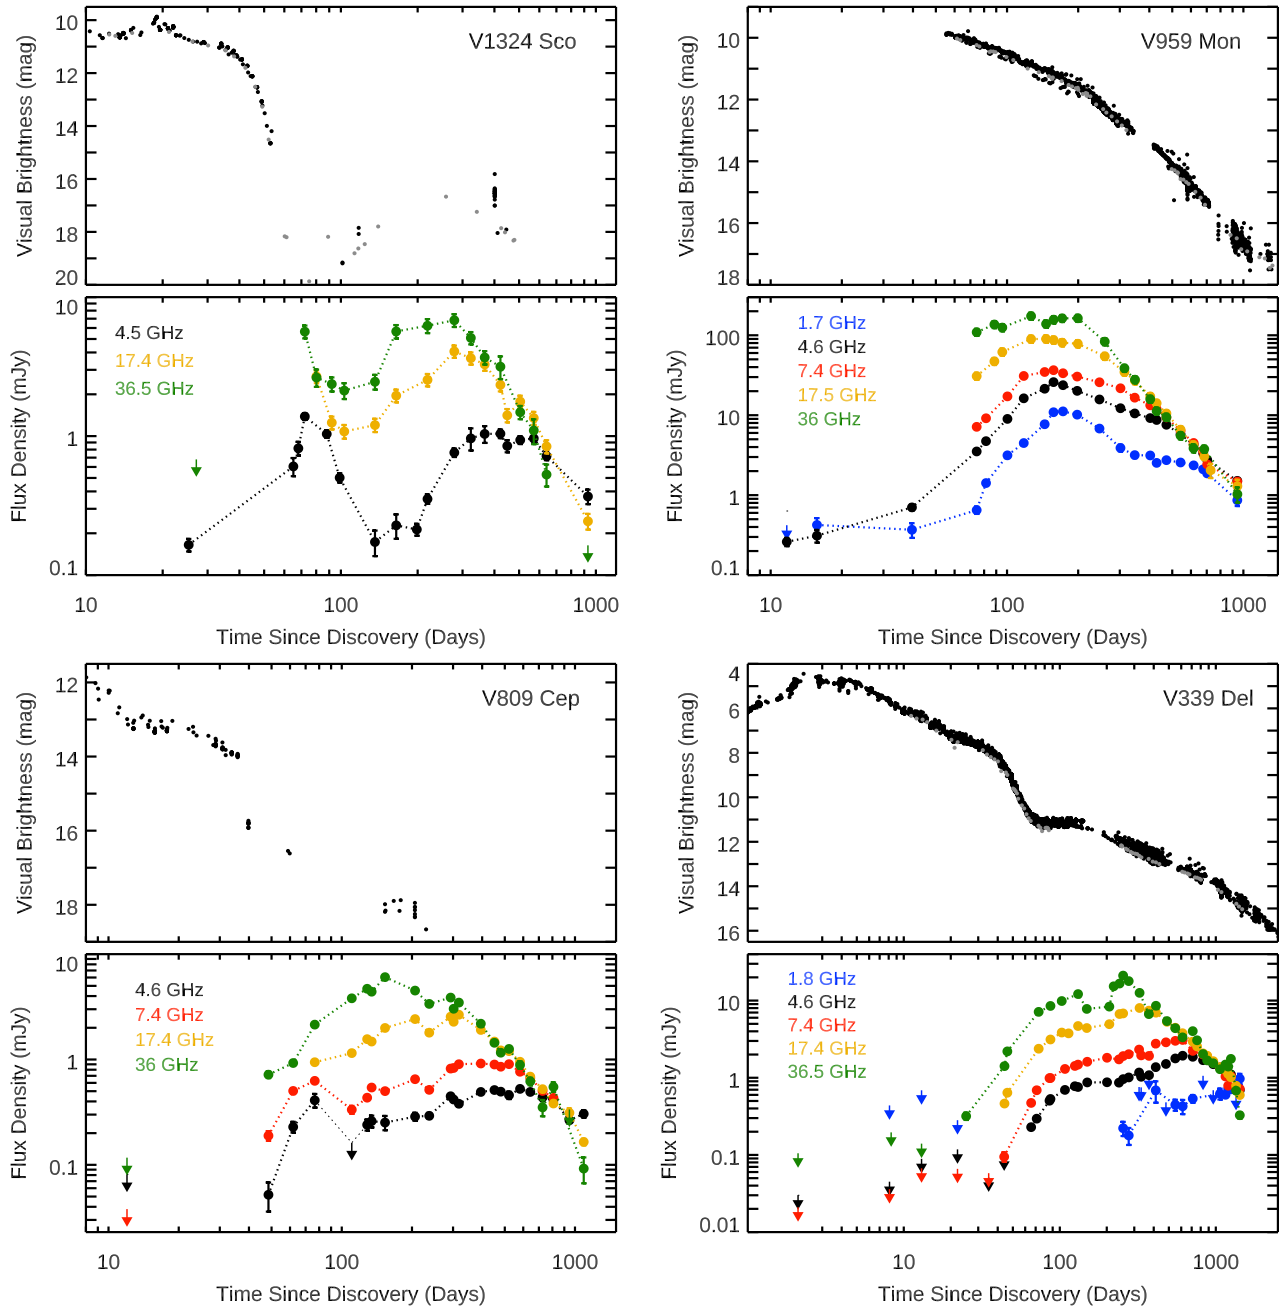 V1324 Sco
Visual Brightness (mag)
10
12
14
16
18
20
4.5 GHz
17.4 GHz
36.5 GHz
Flux Density (mJy)
10
1
0.1
10 100 1000
Time Since Discovery (Days)
V959 Mon
Visual Brightness (mag)
10
12
14
16
18
1.7 GHz
4.6 GHz
7.4 GHz
17.5 GHz
36 GHz
Flux Density (mJy)
100
10
1
0.1
10 100 1000
Time Since Discovery (Days)
V809 Cep
Visual Brightness (mag)
12
14
16
18
4.6 GHz
7.4 GHz
17.4 GHz
36 GHz
Flux Density (mJy)
10
1
0.1
10 100 1000
Time Since Discovery (Days)
V339 Del
Visual Brightness (mag)
4
6
8
10
12
14
16
1.8 GHz
4.6 GHz
7.4 GHz
17.4 GHz
36.5 GHz
Flux Density (mJy)
10
1
0.1
0.01
10 100 1000
Time Since Discovery (Days)